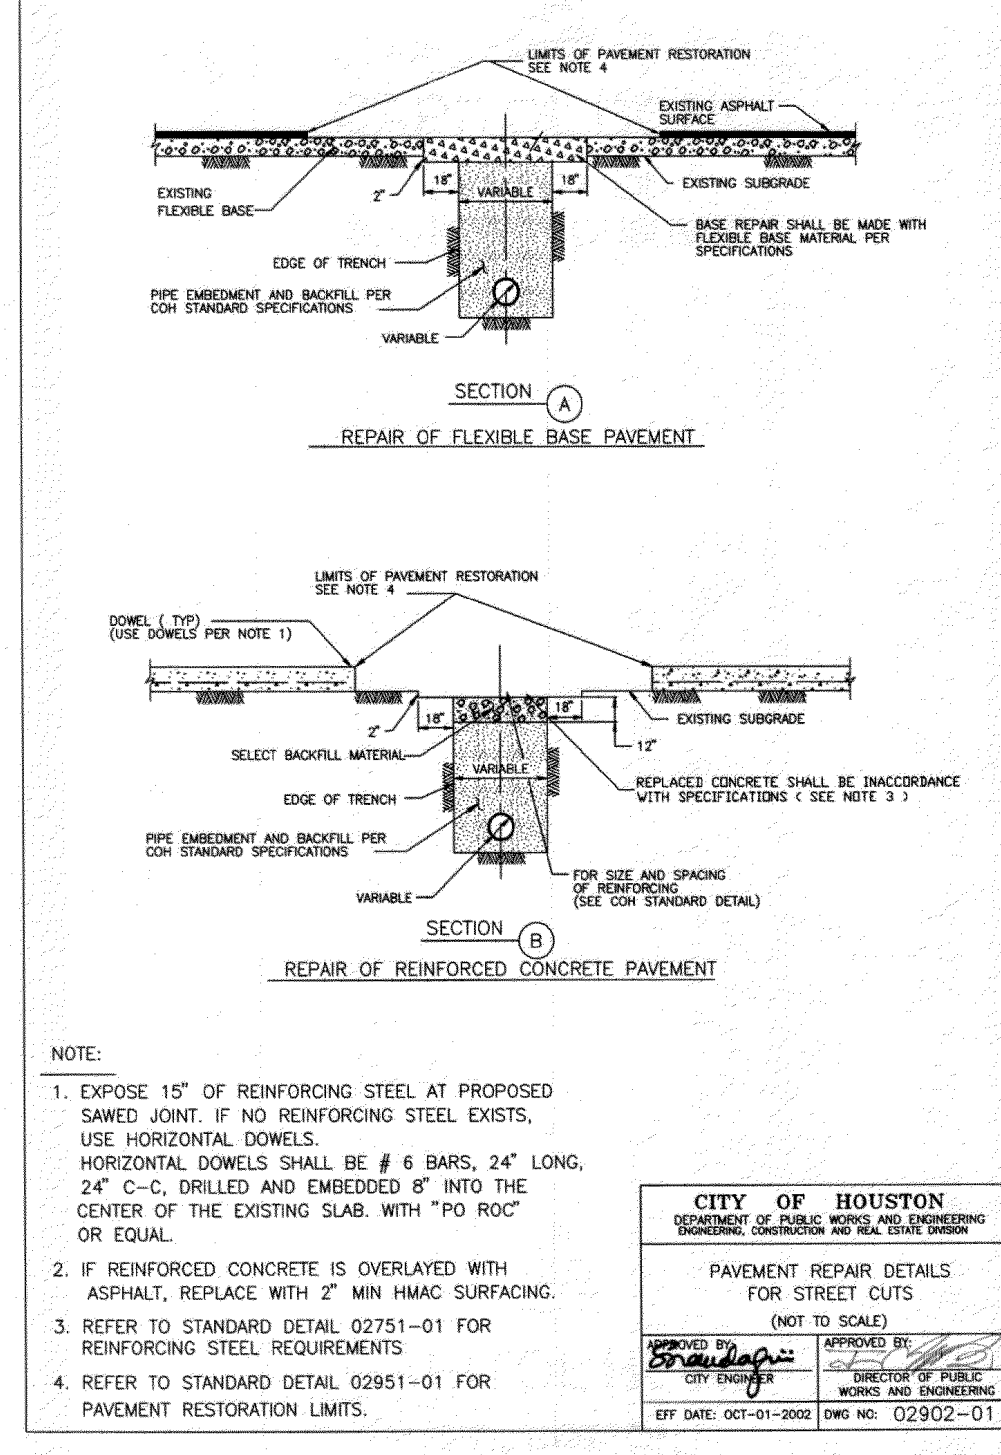 LIMITS OF PAVEMENT RESTORATION
SEE NOTE 4
EXISTING ASPHALT
SURFACE
EXISTING
FLEXIBLE BASE
2"
18"
VARIABLE
18"
EXISTING SUBGRADE
BASE REPAIR SHALL BE MADE WITH
FLEXIBLE BASE MATERIAL PER
SPECIFICATIONS
EDGE OF TRENCH
PIPE EMBEDMENT AND BACKFILL PER
COH STANDARD SPECIFICATIONS
VARIABLE
SECTION A
REPAIR OF FLEXIBLE BASE PAVEMENT
LIMITS OF PAVEMENT RESTORATION
SEE NOTE 4
DOWEL ( TYP)
(USE DOWELS PER NOTE 1)
2"
18"
18"
EXISTING SUBGRADE
12"
SELECT BACKFILL MATERIAL
VARIABLE
REPLACED CONCRETE SHALL BE INACCORDANCE
WITH SPECIFICATIONS ( SEE NOTE 3 )
EDGE OF TRENCH
PIPE EMBEDMENT AND BACKFILL PER
COH STANDARD SPECIFICATIONS
FOR SIZE AND SPACING
OF REINFORCING
(SEE COH STANDARD DETAIL)
VARIABLE
SECTION B
REPAIR OF REINFORCED CONCRETE PAVEMENT
NOTE:
1. EXPOSE 15" OF REINFORCING STEEL AT PROPOSED
SAWED JOINT. IF NO REINFORCING STEEL EXISTS,
USE HORIZONTAL DOWELS.
HORIZONTAL DOWELS SHALL BE # 6 BARS, 24" LONG,
24" C-C, DRILLED AND EMBEDDED 8" INTO THE
CENTER OF THE EXISTING SLAB. WITH "PO ROC"
OR EQUAL.
2. IF REINFORCED CONCRETE IS OVERLAYED WITH
ASPHALT, REPLACE WITH 2" MIN HMAC SURFACING.
3. REFER TO STANDARD DETAIL 02751-01 FOR
REINFORCING STEEL REQUIREMENTS
4. REFER TO STANDARD DETAIL 02951-01 FOR
PAVEMENT RESTORATION LIMITS.
CITY OF HOUSTON
DEPARTMENT OF PUBLIC WORKS AND ENGINEERING
ENGINEERING, CONSTRUCTION AND REAL ESTATE DIVISION
PAVEMENT REPAIR DETAILS
FOR STREET CUTS
(NOT TO SCALE)
APPROVED BY:
CITY ENGINEER
APPROVED BY:
DIRECTOR OF PUBLIC
WORKS AND ENGINEERING
EFF DATE: OCT-01-2002
DWG NO: 02902-01